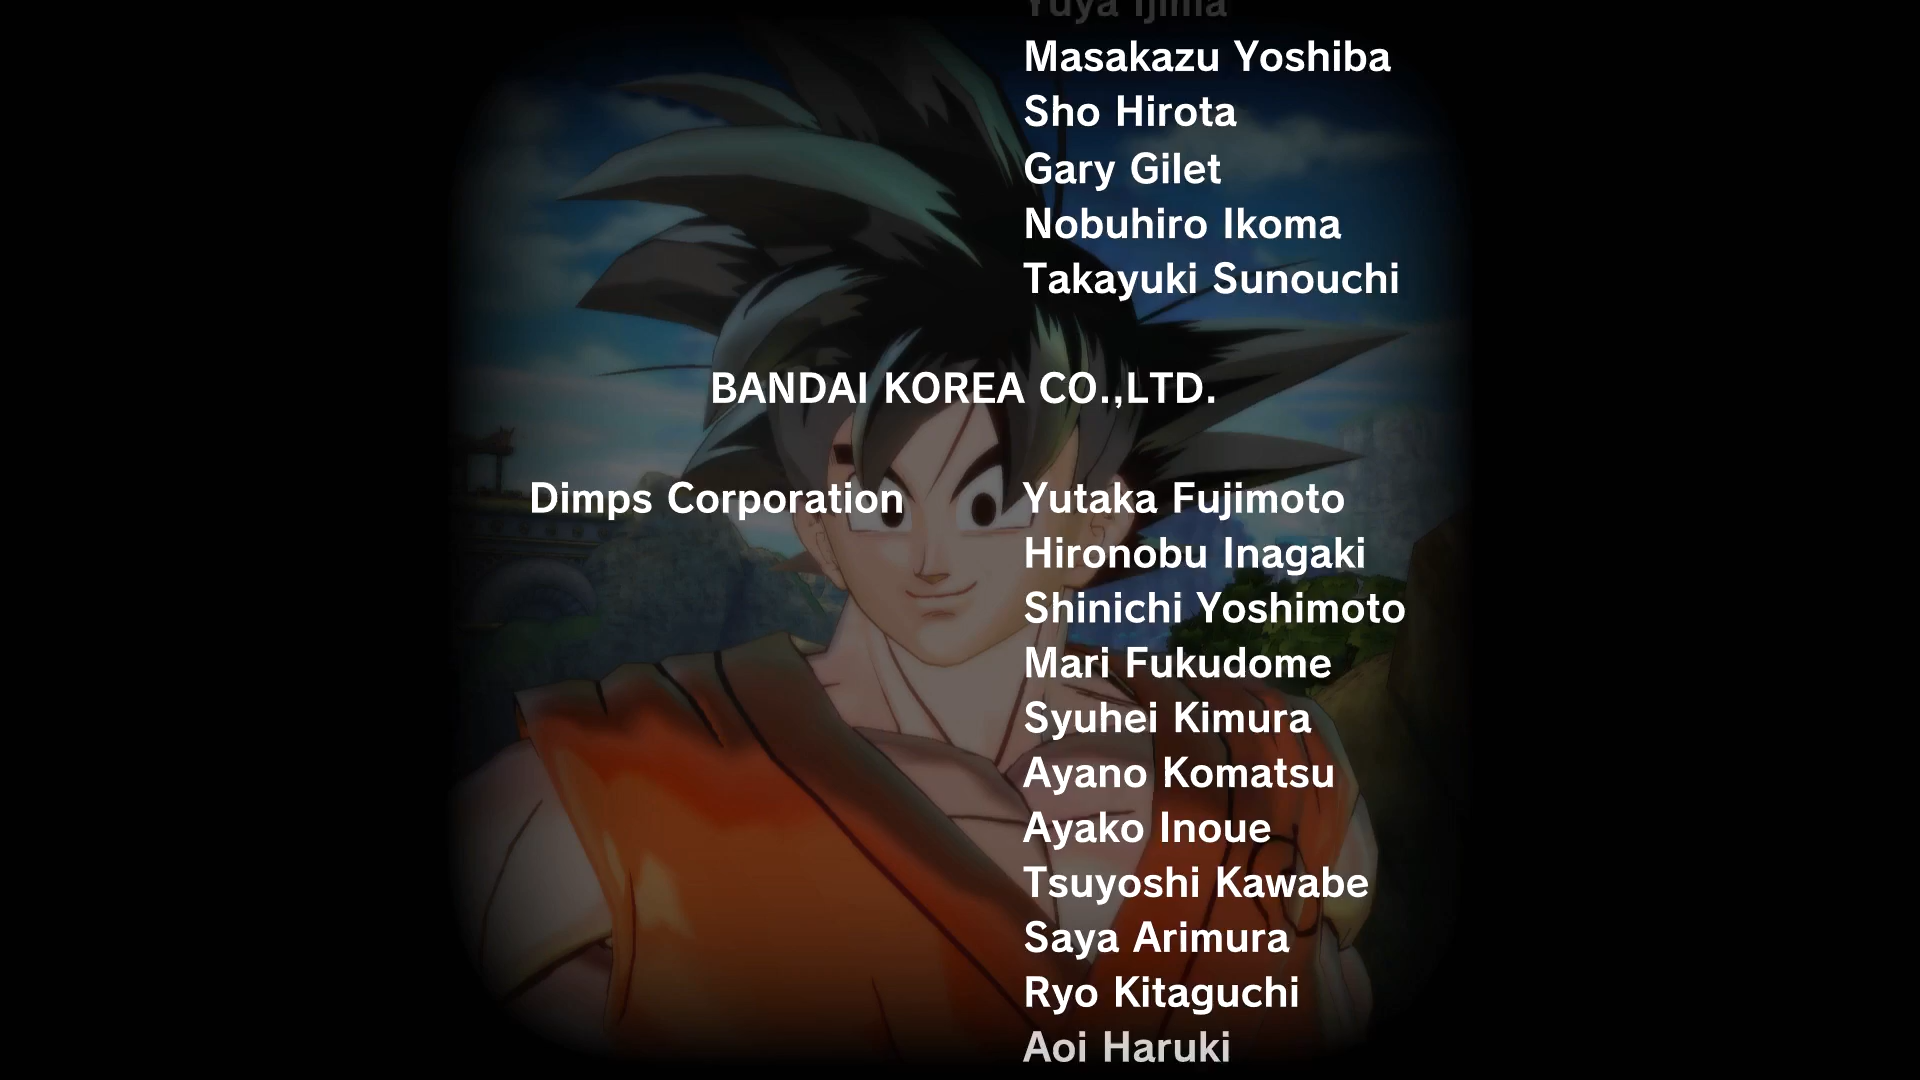 Yuya Ijima
Masakazu Yoshiba
Sho Hirota
Gary Gilet
Nobuhiro Ikoma
Takayuki Sunouchi
BANDAI KOREA CO.,LTD.
Dimps Corporation Yutaka Fujimoto
Hironobu Inagaki
Shinichi Yoshimoto
Mari Fukudome
Syuhei Kimura
Ayano Komatsu
Ayako Inoue
Tsuyoshi Kawabe
Saya Arimura
Ryo Kitaguchi
Aoi Haruki